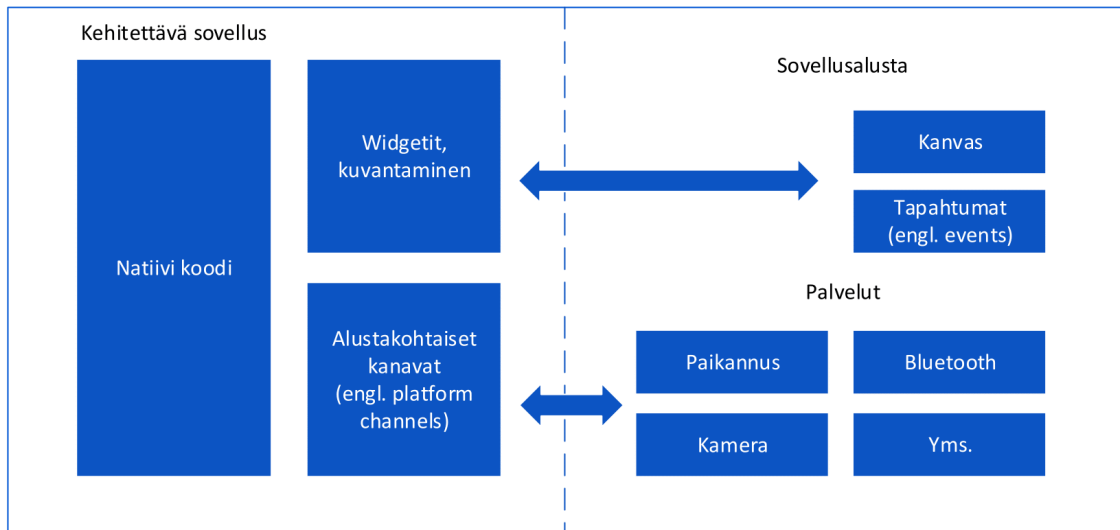 Kehitettävä sovellus
Natiivi koodi
Widgetit,
kuvantaminen
Alustakohtaiset
kanavat
(engl. platform
channels)
Sovellusalusta
Kanvas
Tapahtumat
(engl. events)
Palvelut
Paikannus
Bluetooth
Kamera
Yms.